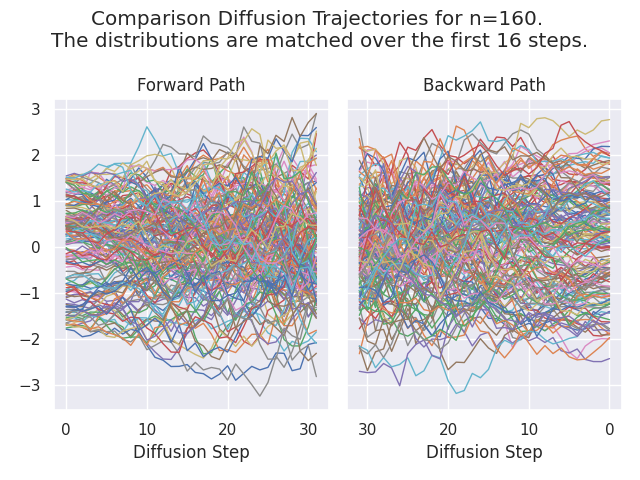 Comparison Diffusion Trajectories for n=160.
The distributions are matched over the first 16 steps.
Forward Path
Backward Path
3
2
1
0
−1
−2
−3
0 10 20 30
30 20 10 0
Diffusion Step
Diffusion Step